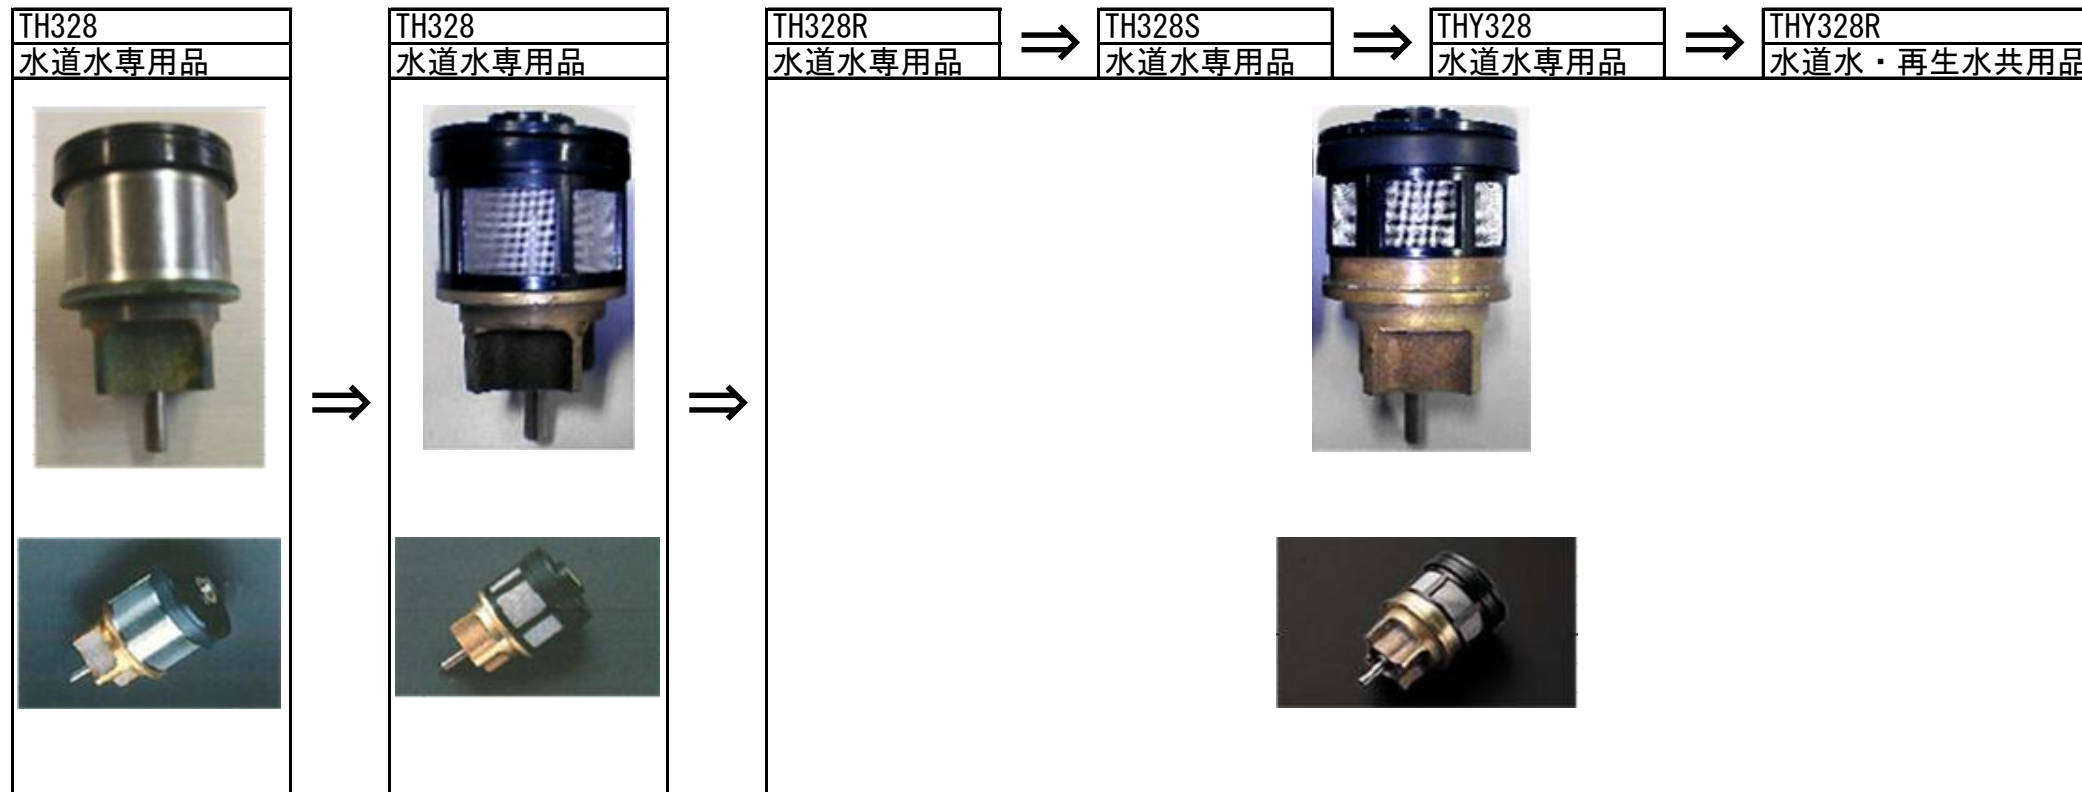 TH328
水道水専用品
TH328
水道水専用品
TH328R
水道水専用品
⇒
TH328S
水道水専用品
⇒
THY328
水道水専用品
⇒
THY328R
水道水・再生水共用品
⇒
⇒